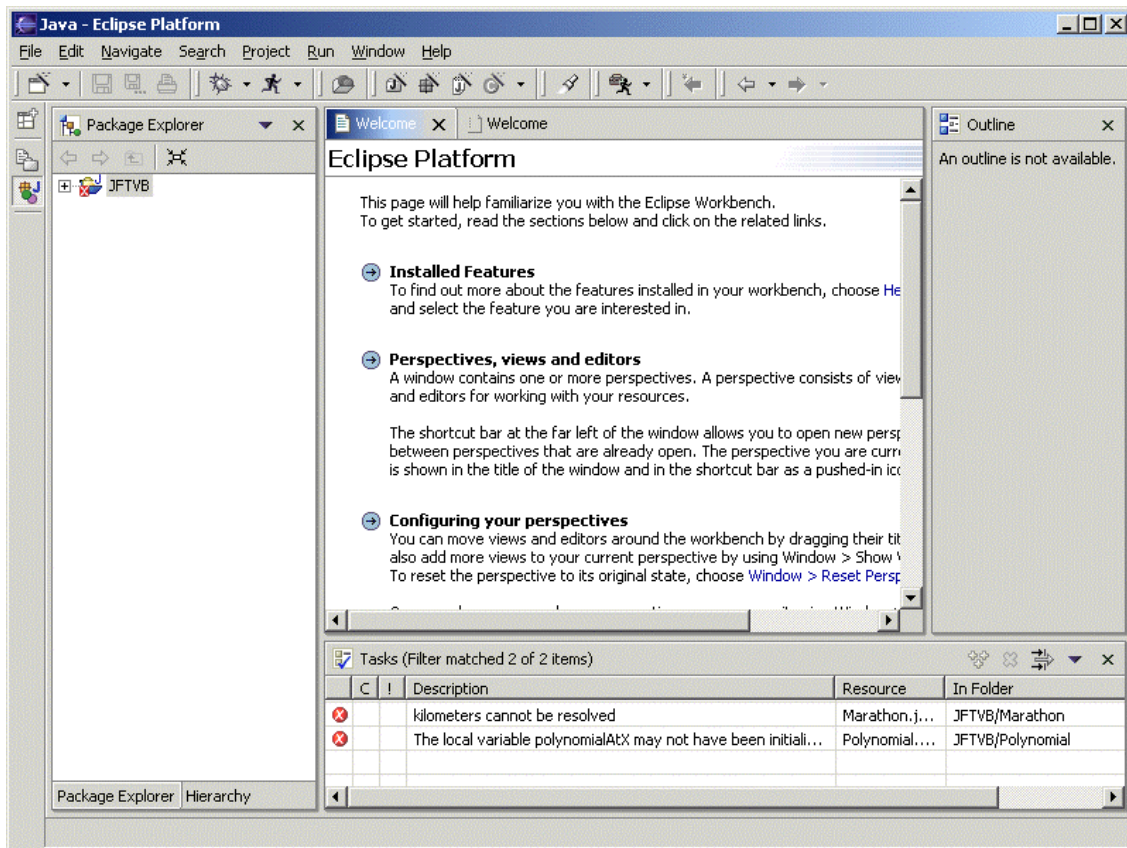 Java - Eclipse Platform
File Edit Navigate Search Project Run Window Help
Package Explorer
JFTVB
Package Explorer Hierarchy
Welcome Welcome
Eclipse Platform
This page will help familiarize you with the Eclipse Workbench.
To get started, read the sections below and click on the related links.
Installed Features
To find out more about the features installed in your workbench, choose He
and select the feature you are interested in.
Perspectives, views and editors
A window contains one or more perspectives. A perspective consists of view
and editors for working with your resources.
The shortcut bar at the far left of the window allows you to open new persp
between perspectives that are already open. The perspective you are curr
is shown in the title of the window and in the shortcut bar as a pushed-in ico
Configuring your perspectives
You can move views and editors around the workbench by dragging their tit
also add more views to your current perspective by using Window > Show
To reset the perspective to its original state, choose Window > Reset Persp
Outline
An outline is not available.
Tasks (Filter matched 2 of 2 items)
C ! Description Resource In Folder
kilometers cannot be resolved Marathon.j... JFTVB/Marathon
The local variable polynomialAtX may not have been initiali... Polynomial.... JFTVB/Polynomial